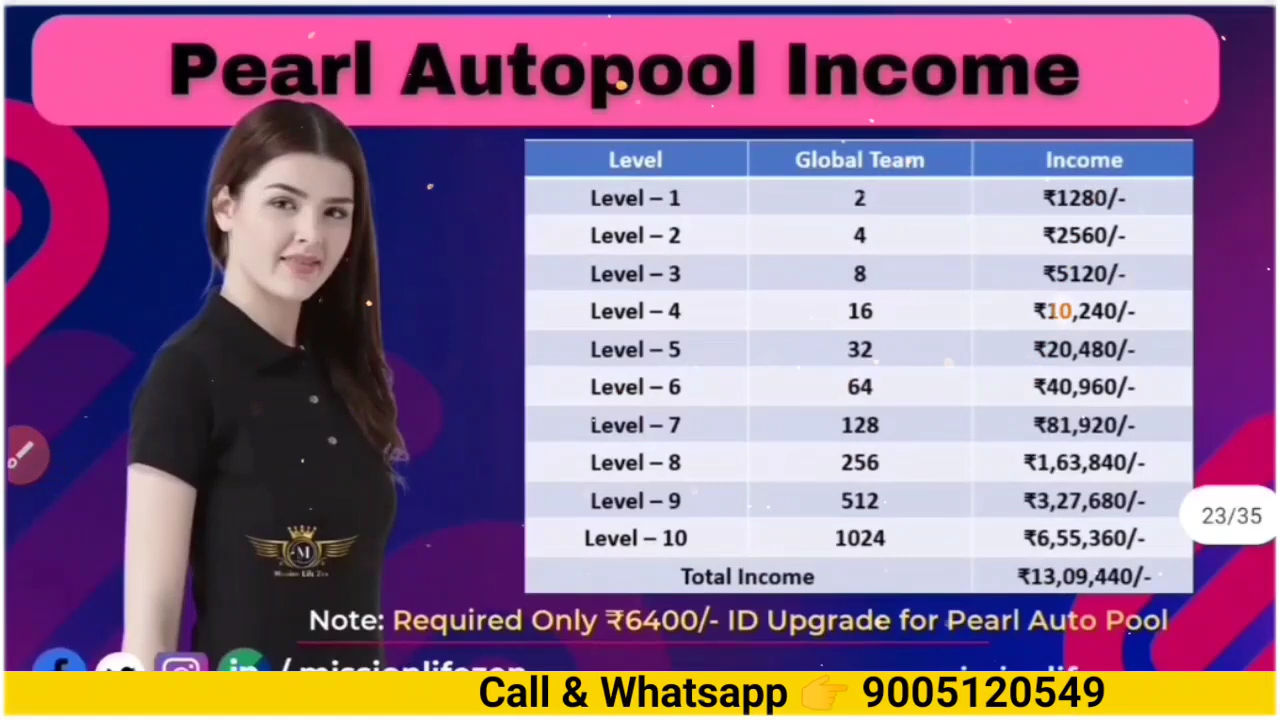 Pearl Autopool Income
Level Global Team Income
Level – 1 2 ₹1280/-
Level – 2 4 ₹2560/-
Level – 3 8 ₹5120/-
Level – 4 16 ₹10,240/-
Level – 5 32 ₹20,480/-
Level – 6 64 ₹40,960/-
Level – 7 128 ₹81,920/-
Level – 8 256 ₹1,63,840/-
Level – 9 512 ₹3,27,680/-
Level – 10 1024 ₹6,55,360/-
Total Income ₹13,09,440/-
23/35
M
Mission Life Zen
Note: Required Only ₹6400/- ID Upgrade for Pearl Auto Pool
/ missionlifezen
Call & Whatsapp 👉 9005120549